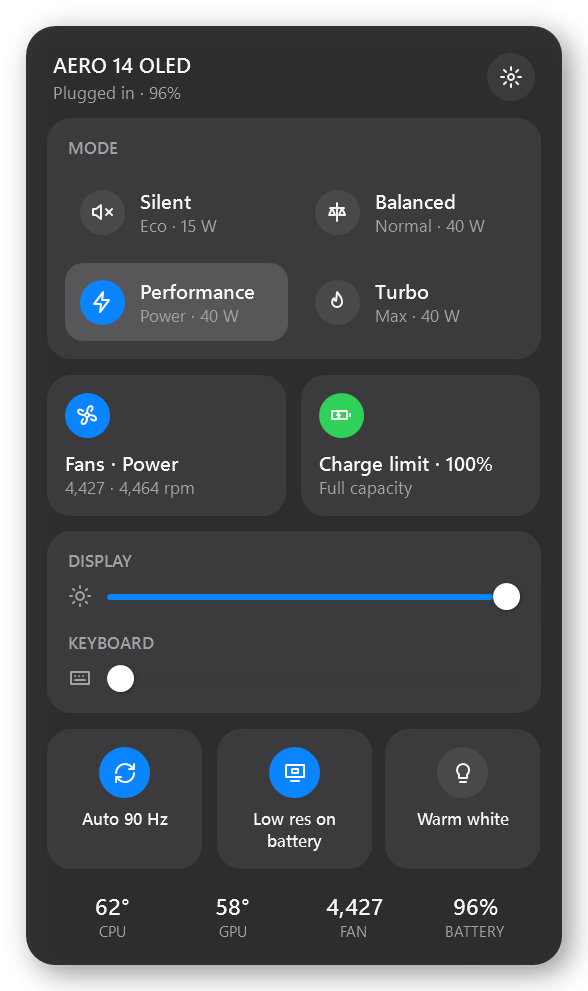 AERO 14 OLED
Plugged in · 96%
MODE
Silent
Eco · 15 W
Balanced
Normal · 40 W
Performance
Power · 40 W
Turbo
Max · 40 W
Fans · Power
4,427 · 4,464 rpm
Charge limit · 100%
Full capacity
DISPLAY
KEYBOARD
Auto 90 Hz
Low res on
battery
Warm white
62° 58° 4,427 96%
CPU GPU FAN BATTERY